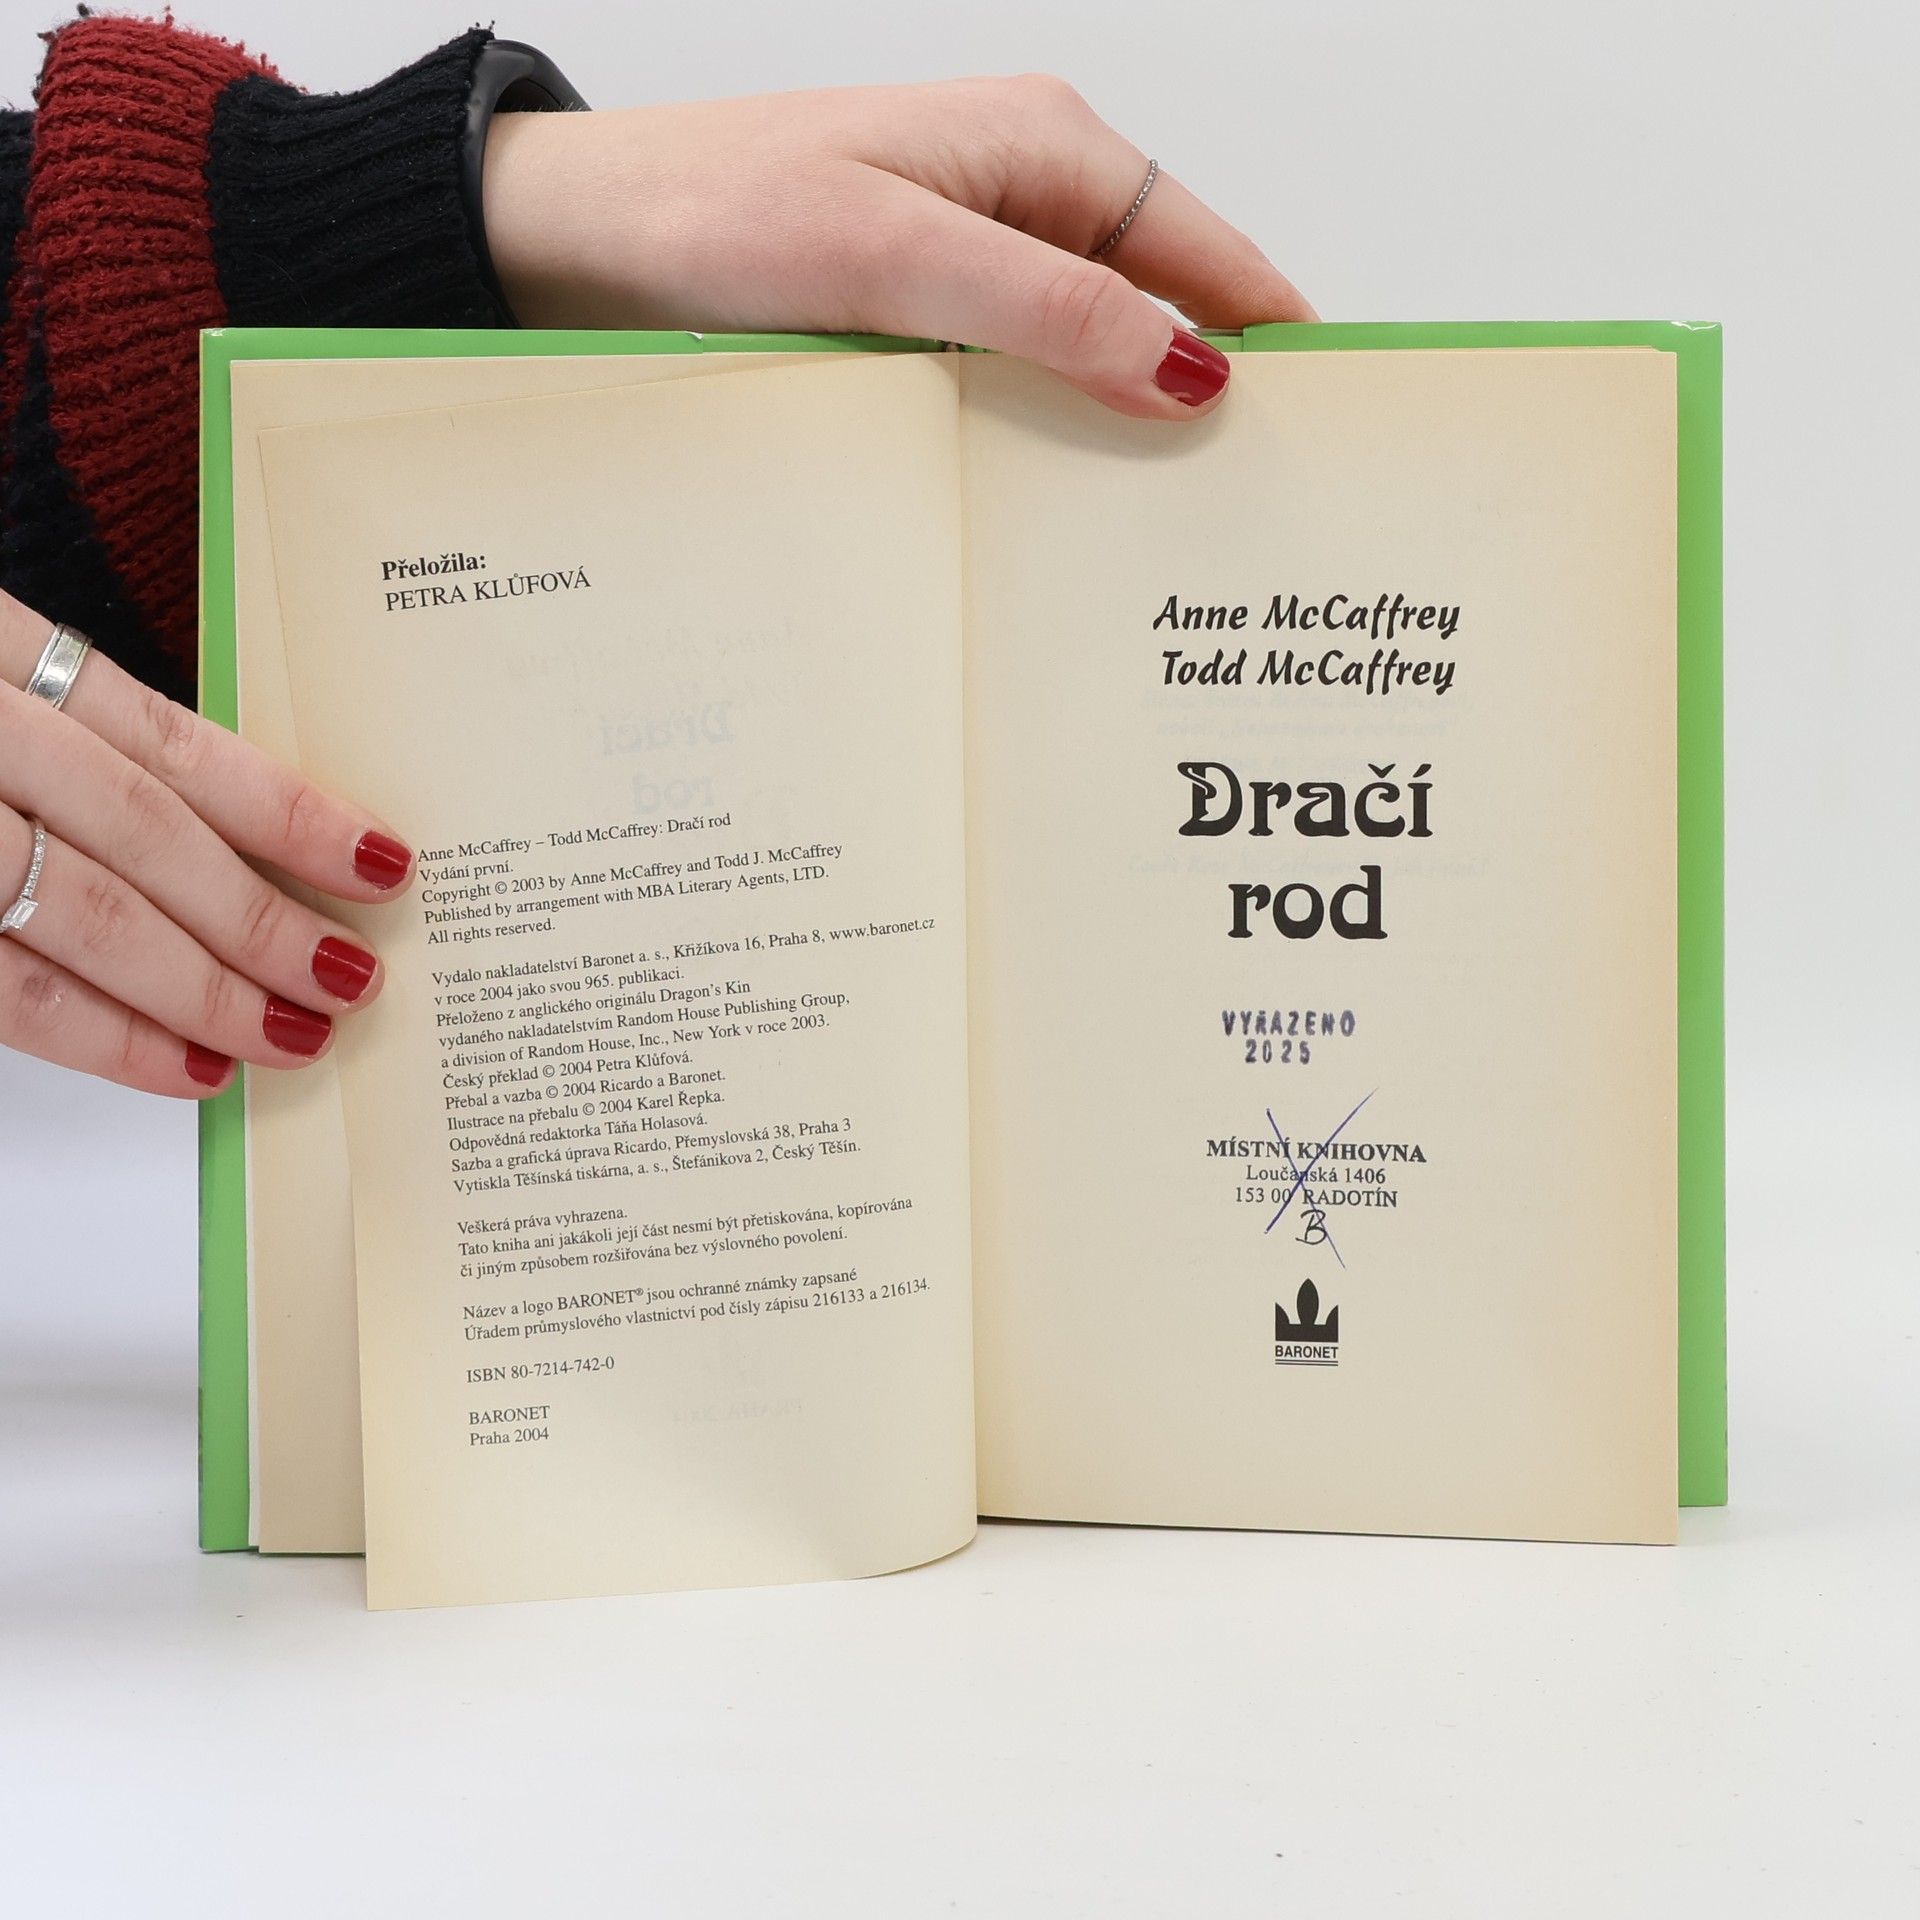 Přeložila:
PETRA KLŮFOVÁ
Anne McCaffrey – Todd McCaffrey: Dračí rod
Vydání první.
Copyright © 2003 by Anne McCaffrey and Todd J. McCaffrey
Published by arrangement with MBA Literary Agents, LTD.
All rights reserved.
Vydalo nakladatelství Baronet a. s., Křižíkova 16, Praha 8, www.baronet.cz
v roce 2004 jako svou 965. publikaci.
Přeloženo z anglického originálu Dragon's Kin
vydaného nakladatelstvím Random House Publishing Group,
a division of Random House, Inc., New York v roce 2003.
Český překlad © 2004 Petra Klůfová.
Přebal a vazba © 2004 Ricardo a Baronet.
Ilustrace na přebalu © 2004 Karel Řepka.
Odpovědná redaktorka Táňa Holasová.
Sazba a grafická úprava Ricardo, Přemyslovská 38, Praha 3
Vytiskla Těšínská tiskárna, a. s., Štefánikova 2, Český Těšín.
Veškerá práva vyhrazena.
Tato kniha ani jakákoli její část nesmí být přetiskována, kopírována
či jiným způsobem rozšiřována bez výslovného povolení.
Název a logo BARONET® jsou ochranné známky zapsané
Úřadem průmyslového vlastnictví pod čísly zápisu 216133 a 216134.
ISBN 80-7214-742-0
BARONET
Praha 2004
Anne McCaffrey
Todd McCaffrey
Dračí
rod
VYŘAZENO
2025
MÍSTNÍ KNIHOVNA
Loučanská 1406
153 00 RADOTÍN
B
BARONET